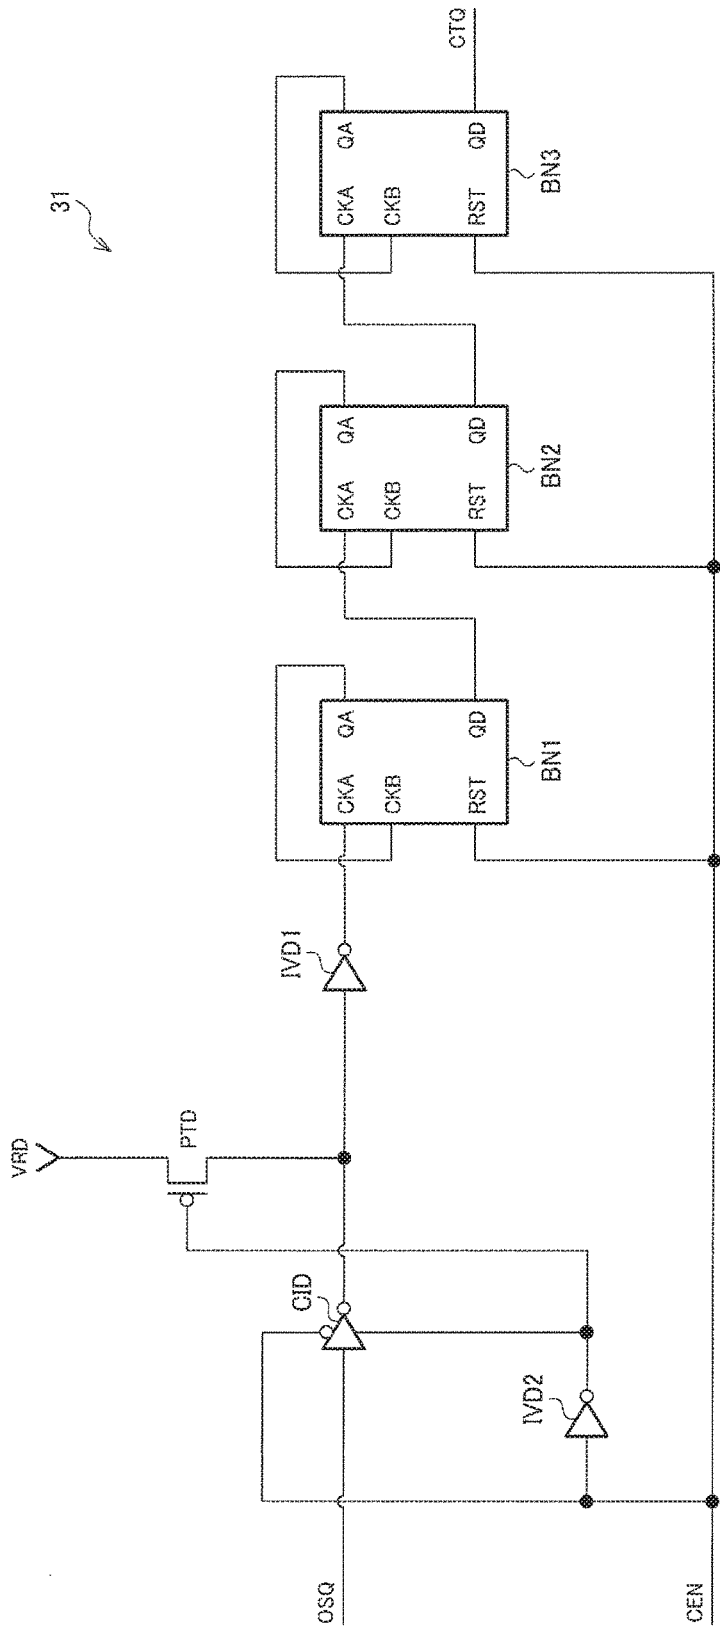 31
VRD
PTD
OSQ
CID
IVD2
CEN
IVD1
CKA
QA
CKB
RST
QD
BN1
CKA
QA
CKB
RST
QD
BN2
CKA
QA
CKB
RST
QD
BN3
CTQ